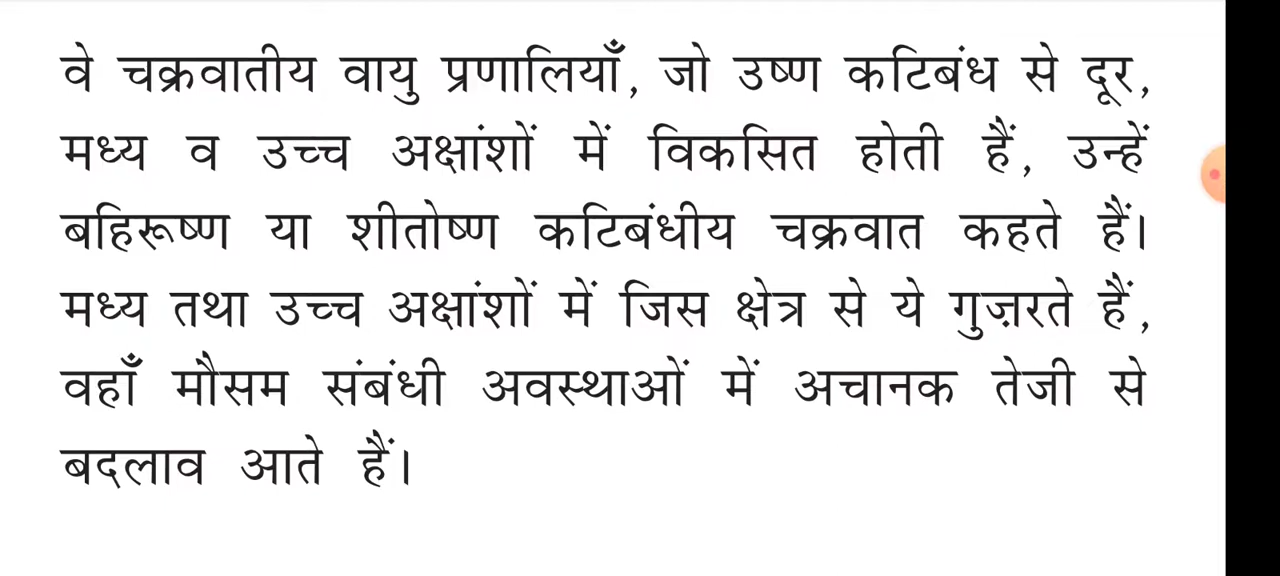 वे चक्रवातीय वायु प्रणालियाँ, जो उष्ण कटिबंध से दूर,
मध्य व उच्च अक्षांशों में विकसित होती हैं, उन्हें
बहिरूष्ण या शीतोष्ण कटिबंधीय चक्रवात कहते हैं।
मध्य तथा उच्च अक्षांशों में जिस क्षेत्र से ये गुज़रते हैं,
वहाँ मौसम संबंधी अवस्थाओं में अचानक तेजी से
बदलाव आते हैं।